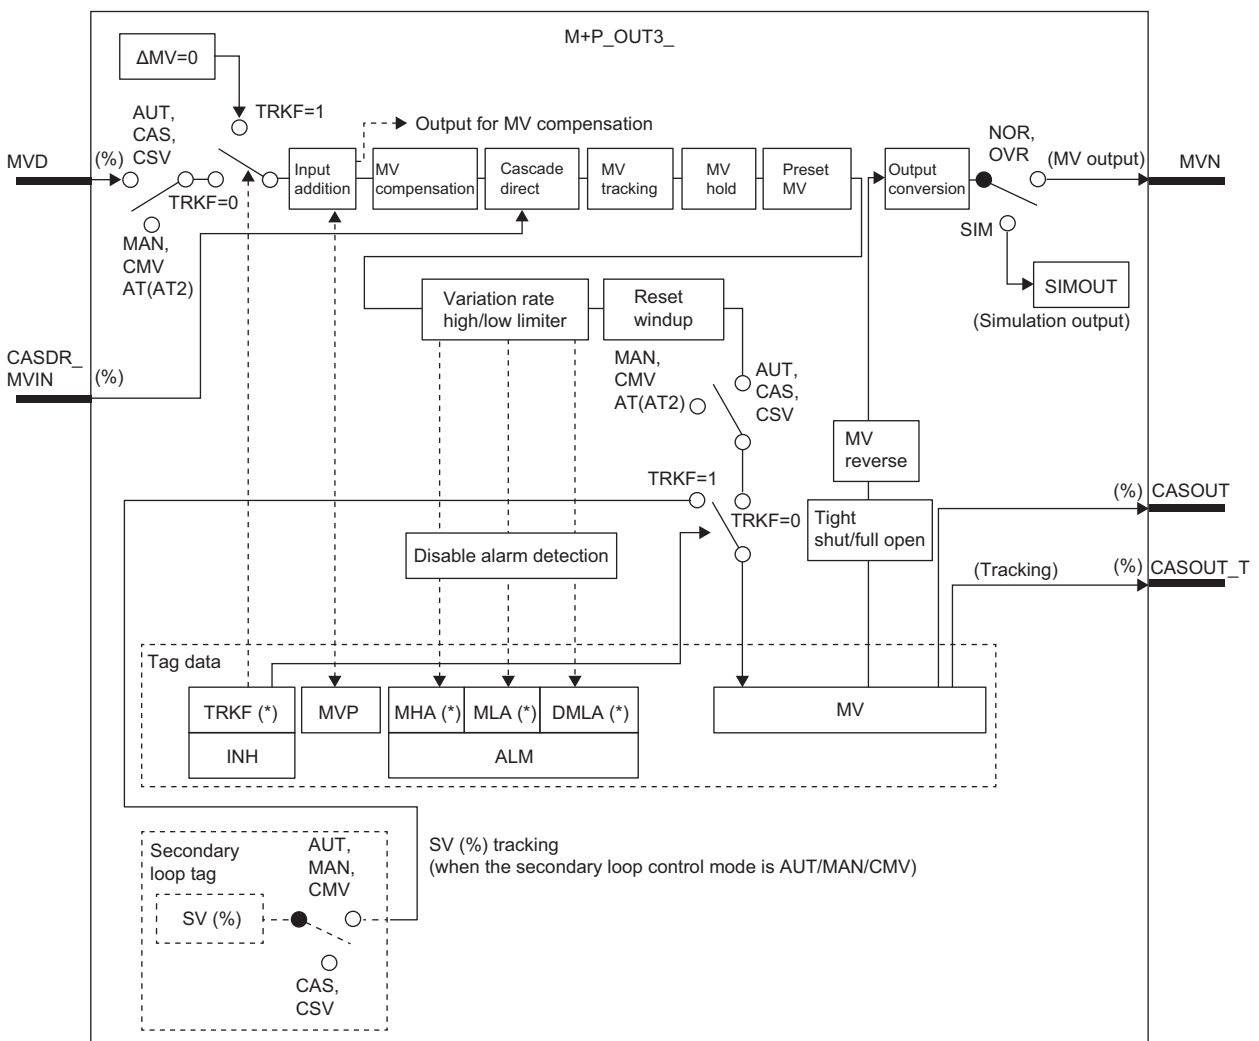 M+P_OUT3_
ΔMV=0
TRKF=1
AUT,
CAS,
CSV
Output for MV compensation
NOR,
OVR
(MV output)
MVD
(%)
MVN
Input
addition
MV
compensation
Cascade
direct
MV
tracking
MV
hold
Preset
MV
Output
conversion
TRKF=0
MAN,
CMV
AT(AT2)
SIM
SIMOUT
(Simulation output)
Variation rate
high/low limiter
Reset
windup
CASDR_
MVIN
(%)
MAN,
CMV
AT(AT2)
AUT,
CAS,
CSV
MV
reverse
TRKF=1
TRKF=0
Tight
shut/full open
(%)
CASOUT
Disable alarm detection
(Tracking)
(%)
CASOUT_T
Tag data
TRKF (*)
MVP
MHA (*)
MLA (*)
DMLA (*)
MV
INH
ALM
Secondary
loop tag
AUT,
MAN,
CMV
SV (%) tracking
(when the secondary loop control mode is AUT/MAN/CMV)
SV (%)
CAS,
CSV